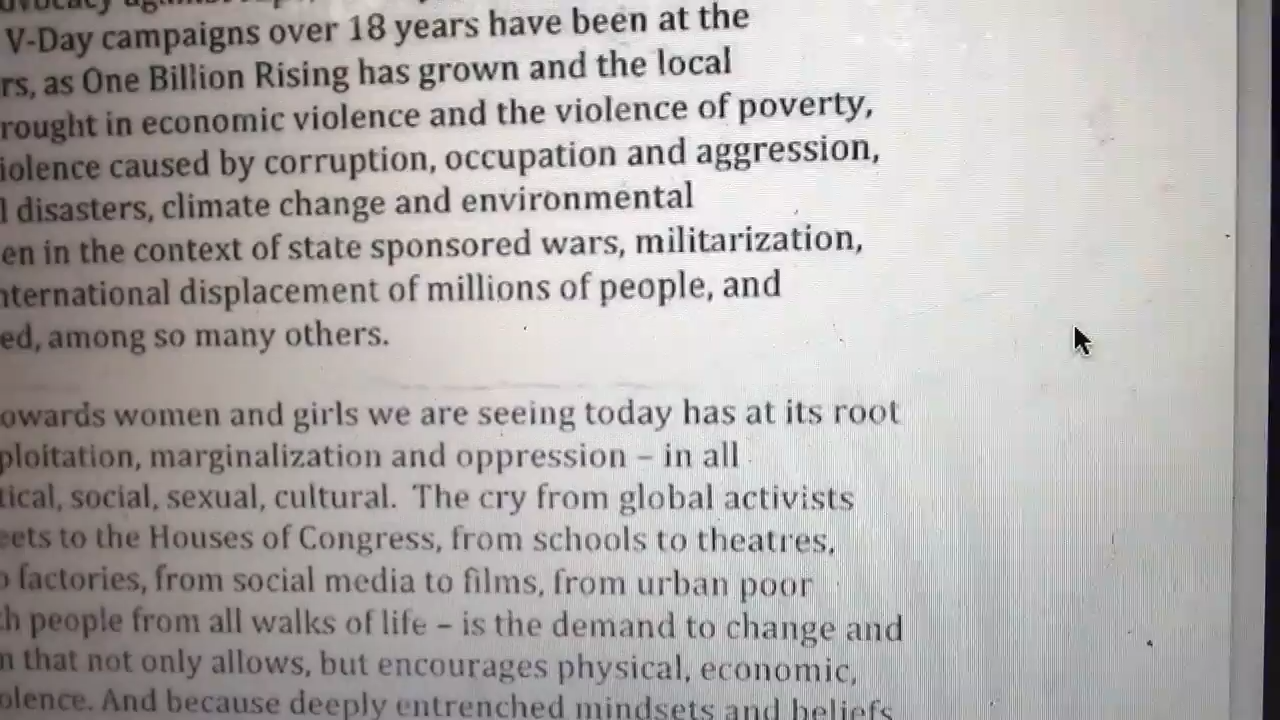 V-Day campaigns over 18 years have been at the
rs, as One Billion Rising has grown and the local
rought in economic violence and the violence of poverty,
iolence caused by corruption, occupation and aggression,
l disasters, climate change and environmental
en in the context of state sponsored wars, militarization,
nternational displacement of millions of people, and
ed, among so many others.
owards women and girls we are seeing today has at its root
ploitation, marginalization and oppression – in all
tical, social, sexual, cultural. The cry from global activists
eets to the Houses of Congress, from schools to theatres,
o factories, from social media to films, from urban poor
th people from all walks of life – is the demand to change and
n that not only allows, but encourages physical, economic,
olence. And because deeply entrenched mindsets and beliefs